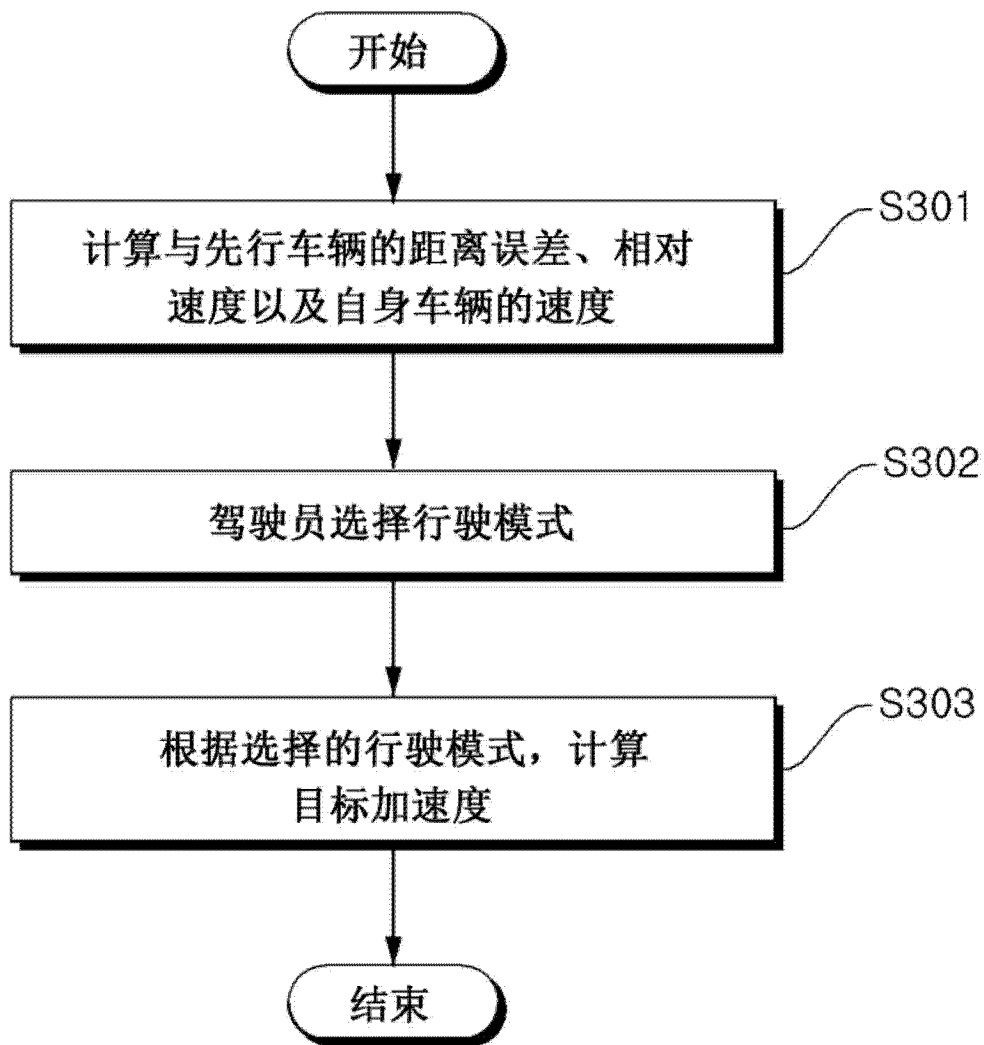 开始
S301
计算与先行车辆的距离误差、相对
速度以及自身车辆的速度
S302
驾驶员选择行驶模式
S303
根据选择的行驶模式，计算
目标加速度
结束